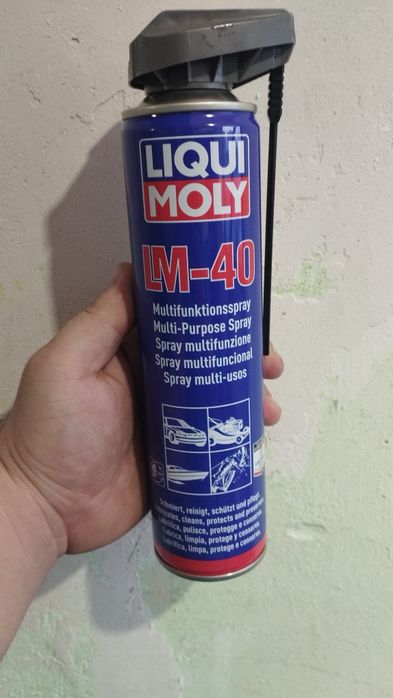 LIQUI
MOLY
LM-40
Multifunktionsspray
Multi-Purpose Spray
Spray multifunzione
Spray multifuncional
Spray multi-usos
Schmiert, reinigt, schützt und pflegt.
Lubricates, cleans, protects and preserves.
Lubrifica, pulisce, protegge e conserva.
Lubrica, limpia, protege y conserva.
Lubrifica, limpa, protege e conserva.